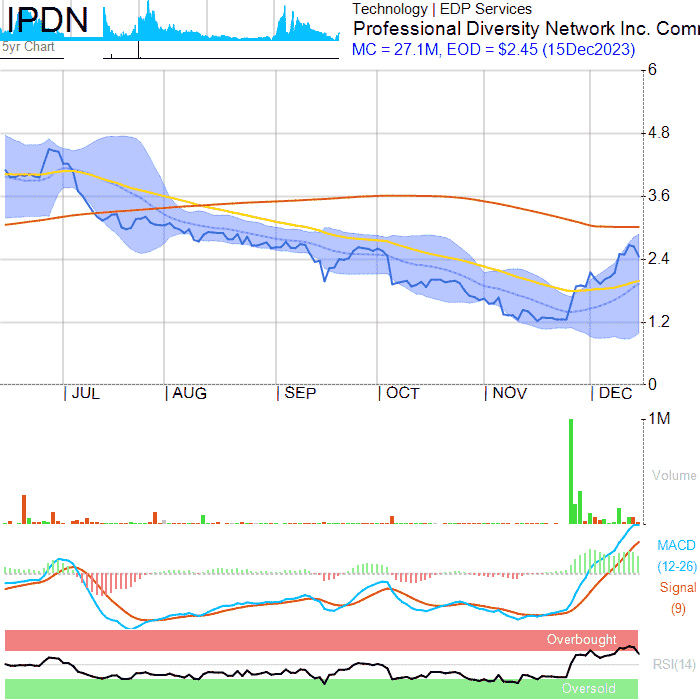 IPDN
5yr Chart
Technology | EDP Services
Professional Diversity Network Inc. Com
MC = 27.1M, EOD = $2.45 (15Dec2023)
6
4.8
3.6
2.4
1.2
0
JUL AUG SEP OCT NOV DEC
1M
Volume
MACD
(12-26)
Signal
(9)
Overbought
RSI(14)
Oversold